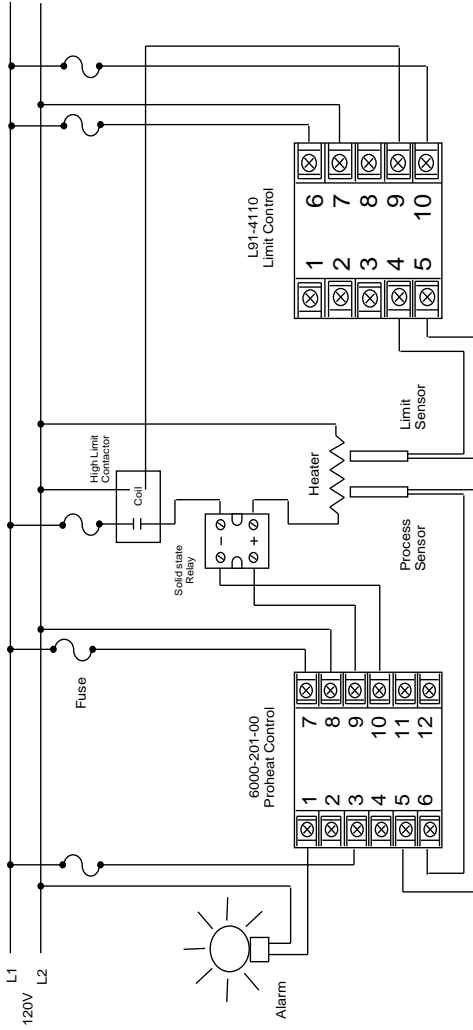 L1
120V
L2
Alarm
Fuse
6000-201-00
Proheat Control
1
2
3
4
5
6
7
8
9
10
11
12
Solid state
Relay
-
+
High Limit
Contactor
Coil
Heater
Process
Sensor
Limit
Sensor
L91-4110
Limit Control
1
2
3
4
5
6
7
8
9
10